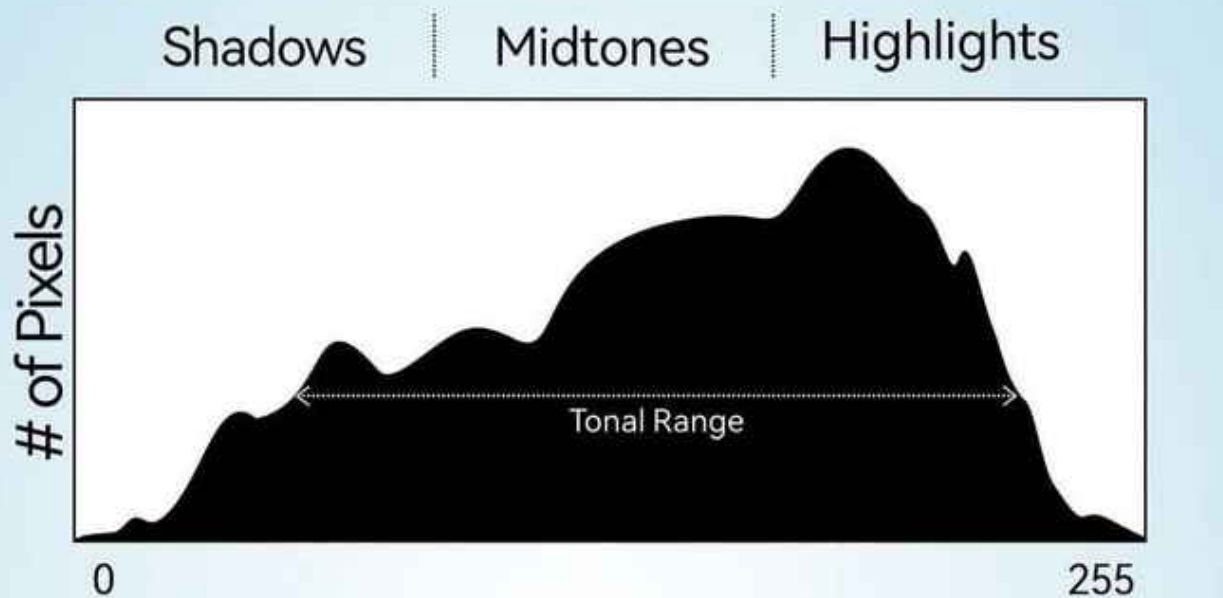 Shadows
Midtones
Highlights
# of Pixels
Tonal Range
0
255